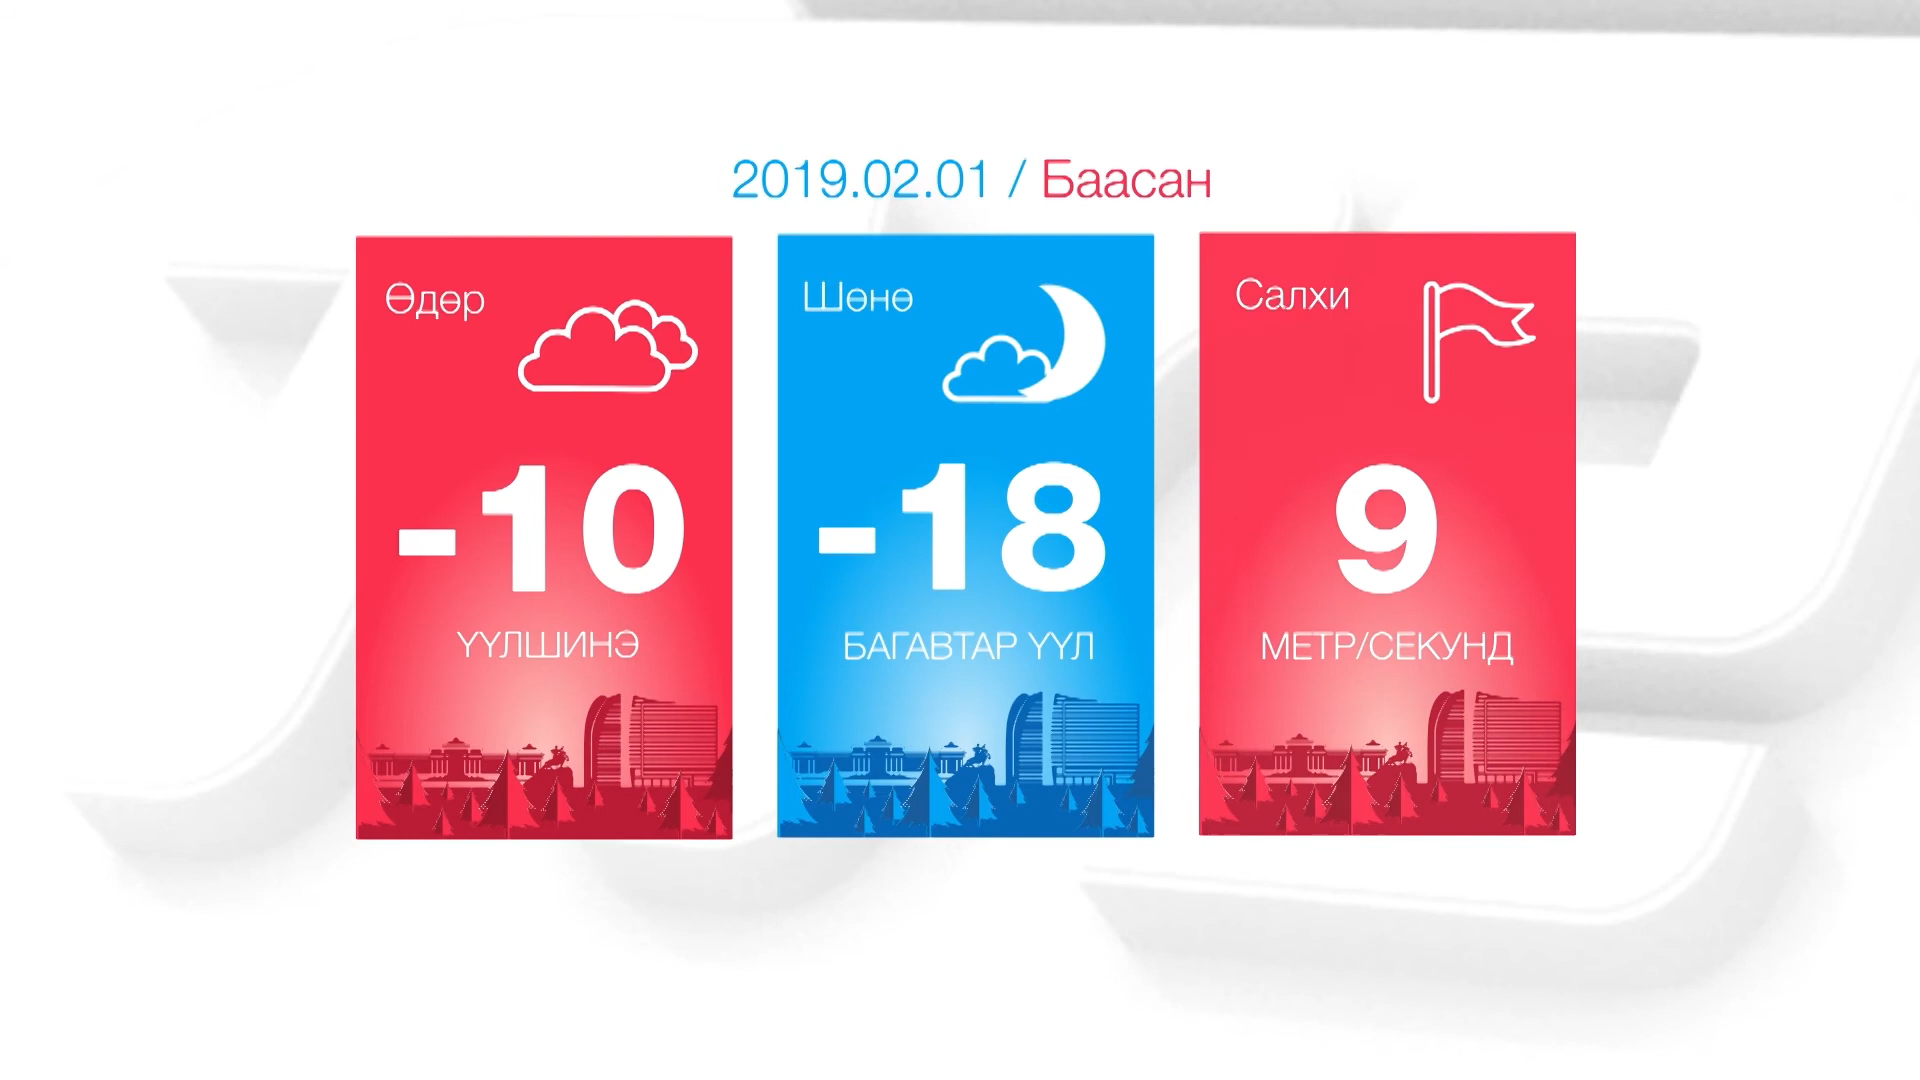 2019.02.01 / Баасан
Өдөр
-10
ҮҮЛШИНЭ
Шөнө
-18
БАГАВТАР ҮҮЛ
Салхи
9
МЕТР/СЕКУНД